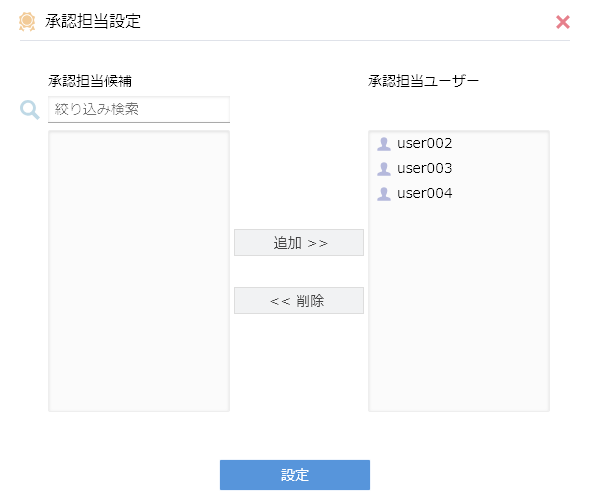 承認担当設定
承認担当候補
承認担当ユーザー
絞り込み検索
user002
user003
user004
追加 >>
<< 削除
設定